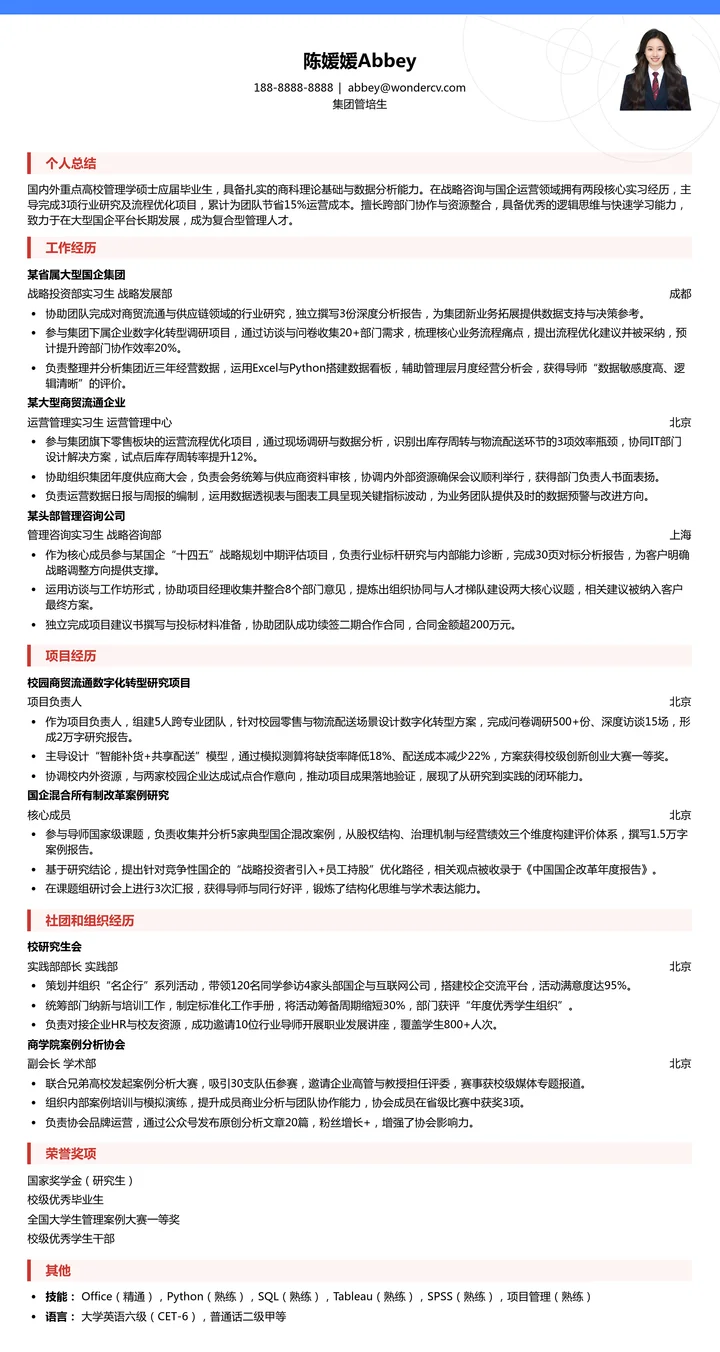 陈媛媛Abbey
188-8888-8888 | abbey@wondercv.com
集团管培生
个人总结
国内外重点高校管理学硕士应届毕业生，具备扎实的商科理论基础与数据分析能力。在战略咨询与国企运营领域拥有两段核心实习经历，主
导完成3项行业研究及流程优化项目，累计为团队节省15%运营成本。擅长跨部门协作与资源整合，具备优秀的逻辑思维与快速学习能力，
致力于在大型国企平台长期发展，成为复合型管理人才。
工作经历
某省属大型国企集团
战略投资部实习生 战略发展部 成都
• 协助团队完成对商贸流通与供应链领域的行业研究，独立撰写3份深度分析报告，为集团新业务拓展提供数据支持与决策参考。
• 参与集团下属企业数字化转型调研项目，通过访谈与问卷收集20+部门需求，梳理核心业务流程痛点，提出流程优化建议并被采纳，预
计提升跨部门协作效率20%。
• 负责整理并分析集团近三年经营数据，运用Excel与Python搭建数据看板，辅助管理层月度经营分析会，获得导师“数据敏感度高、逻
辑清晰”的评价。
某大型商贸流通企业
运营管理实习生 运营管理中心 北京
• 参与集团旗下零售板块的运营流程优化项目，通过现场调研与数据分析，识别出库存周转与物流配送环节的3项效率瓶颈，协同IT部门
设计解决方案，试点后库存周转率提升12%。
• 协助组织集团年度供应商大会，负责会务统筹与供应商资料审核，协调内外部资源确保会议顺利举行，获得部门负责人书面表扬。
• 负责运营数据日报与周报的编制，运用数据透视表与图表工具呈现关键指标波动，为业务团队提供及时的数据预警与改进方向。
某头部管理咨询公司
管理咨询实习生 战略咨询部 上海
• 作为核心成员参与某国企“十四五”战略规划中期评估项目，负责行业标杆研究与内部能力诊断，完成30页对标分析报告，为客户明确
战略调整方向提供支撑。
• 运用访谈与工作坊形式，协助项目经理收集并整合8个部门意见，提炼出组织协同与人才梯队建设两大核心议题，相关建议被纳入客户
最终方案。
• 独立完成项目建议书撰写与投标材料准备，协助团队成功续签二期合作合同，合同金额超200万元。
项目经历
校园商贸流通数字化转型研究项目
项目负责人 北京
• 作为项目负责人，组建5人跨专业团队，针对校园零售与物流配送场景设计数字化转型方案，完成问卷调研500+份、深度访谈15场，形
成2万字研究报告。
• 主导设计“智能补货+共享配送”模型，通过模拟测算将缺货率降低18%、配送成本减少22%，方案获得校级创新创业大赛一等奖。
• 协调校内外资源，与两家校园企业达成试点合作意向，推动项目成果落地验证，展现了从研究到实践的闭环能力。
国企混合所有制改革案例研究
核心成员 北京
• 参与导师国家级课题，负责收集并分析5家典型国企混改案例，从股权结构、治理机制与经营绩效三个维度构建评价体系，撰写1.5万字
案例报告。
• 基于研究结论，提出针对竞争性国企的“战略投资者引入+员工持股”优化路径，相关观点被收录于《中国国企改革年度报告》。
• 在课题组研讨会上进行3次汇报，获得导师与同行好评，锻炼了结构化思维与学术表达能力。
社团和组织经历
校研究生会
实践部部长 实践部 北京
• 策划并组织“名企行”系列活动，带领120名同学参访4家头部国企与互联网公司，搭建校企交流平台，活动满意度达95%。
• 统筹部门纳新与培训工作，制定标准化工作手册，将活动筹备周期缩短30%，部门获评“年度优秀学生组织”。
• 负责对接企业HR与校友资源，成功邀请10位行业导师开展职业发展讲座，覆盖学生800+人次。
商学院案例分析协会
副会长 学术部 北京
• 联合兄弟高校发起案例分析大赛，吸引30支队伍参赛，邀请企业高管与教授担任评委，赛事获校级媒体专题报道。
• 组织内部案例培训与模拟演练，提升成员商业分析与团队协作能力，协会成员在省级比赛中获奖3项。
• 负责协会品牌运营，通过公众号发布原创分析文章20篇，粉丝增长+，增强了协会影响力。
荣誉奖项
国家奖学金（研究生）
校级优秀毕业生
全国大学生管理案例大赛一等奖
校级优秀学生干部
其他
• 技能： Office（精通），Python（熟练），SQL（熟练），Tableau（熟练），SPSS（熟练），项目管理（熟练）
• 语言： 大学英语六级（CET-6），普通话二级甲等